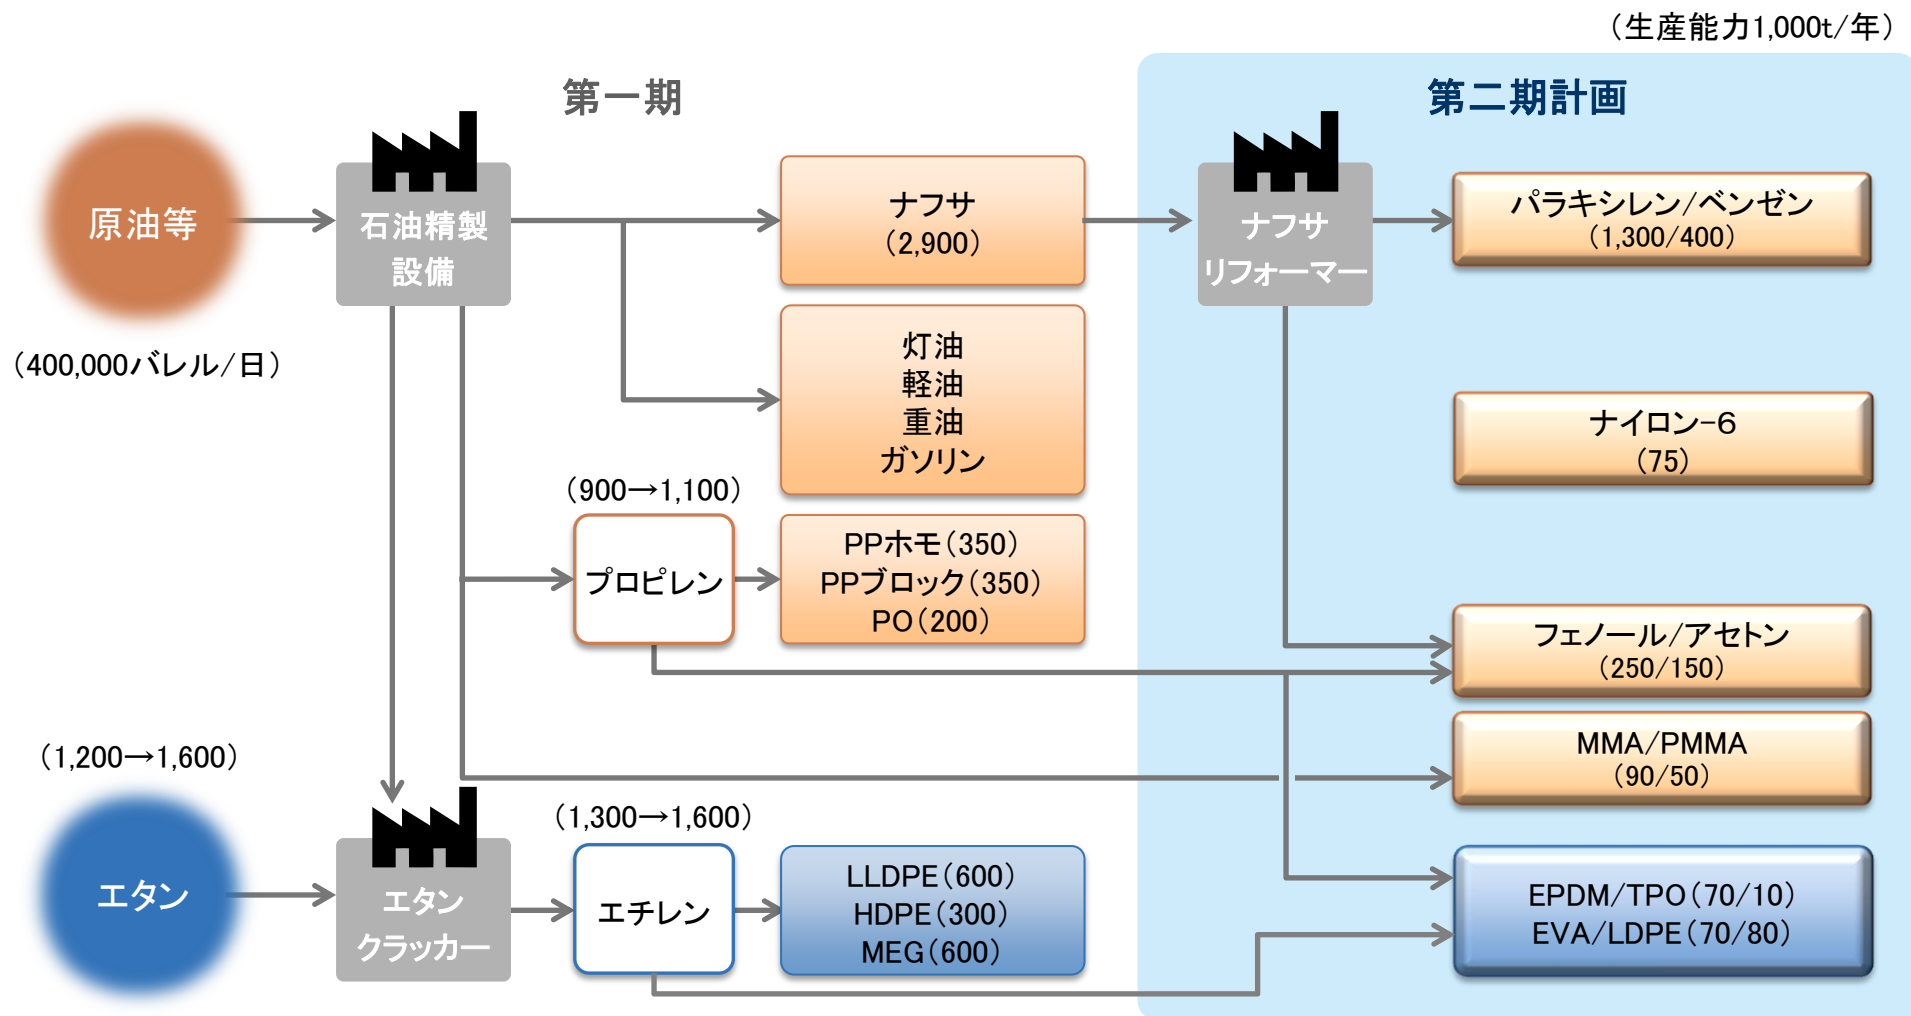 （生産能力1,000t/年）
第一期
第二期計画
原油等
（400,000バレル/日）
石油精製
設備
ナフサ
（2,900）
ナフサ
リフォーマー
パラキシレン/ベンゼン
（1,300/400）
灯油
軽油
重油
ガソリン
ナイロン-６
（75）
（900→1,100）
プロピレン
PPホモ（350）
PPブロック（350）
PO（200）
フェノール/アセトン
（250/150）
MMA/PMMA
（90/50）
（1,200→1,600）
エタン
エタン
クラッカー
（1,300→1,600）
エチレン
LLDPE（600）
HDPE（300）
MEG（600）
EPDM/TPO（70/10）
EVA/LDPE（70/80）